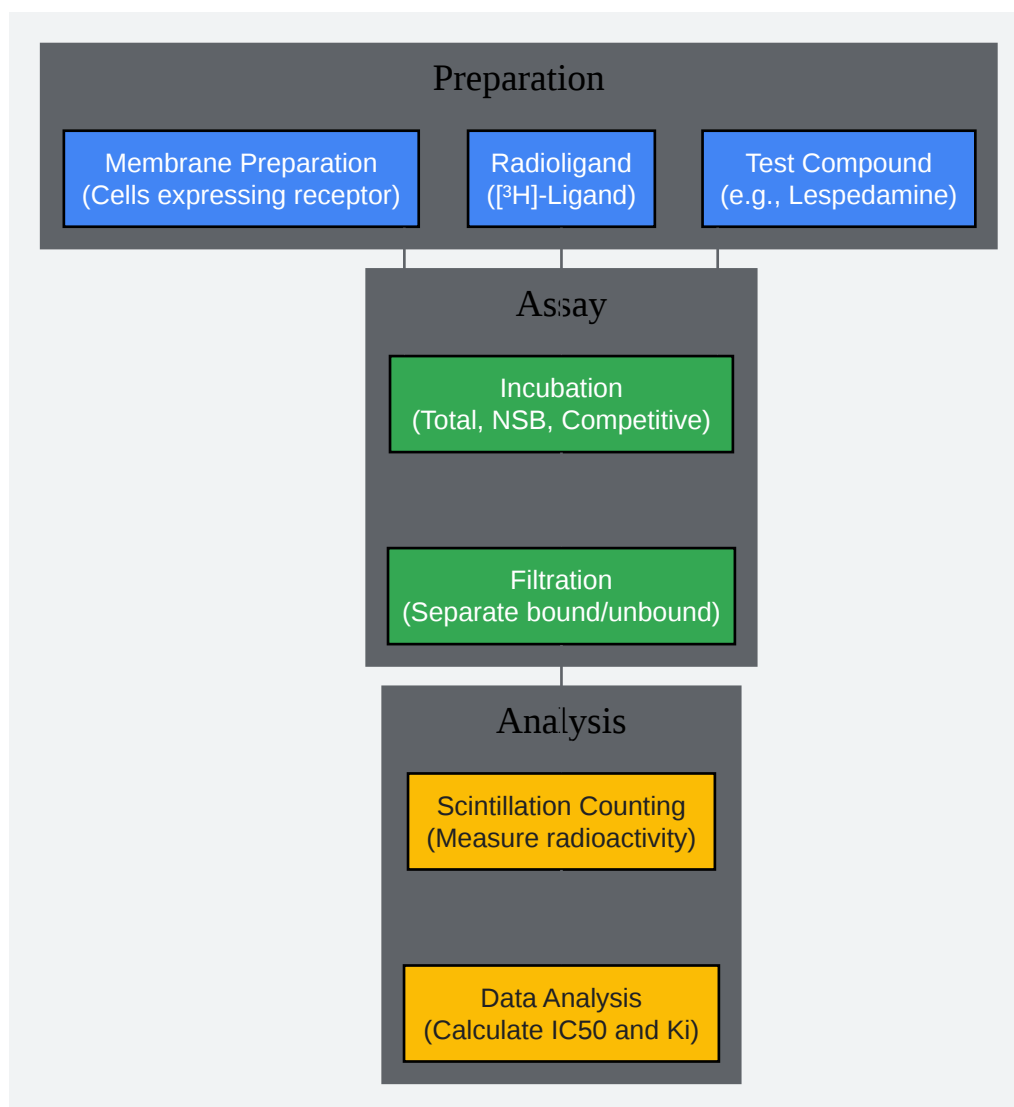 Preparation
Membrane Preparation
(Cells expressing receptor)
Radioligand
([³H]-Ligand)
Test Compound
(e.g., Lespedamine)
Assay
Incubation
(Total, NSB, Competitive)
Filtration
(Separate bound/unbound)
Analysis
Scintillation Counting
(Measure radioactivity)
Data Analysis
(Calculate IC50 and Ki)